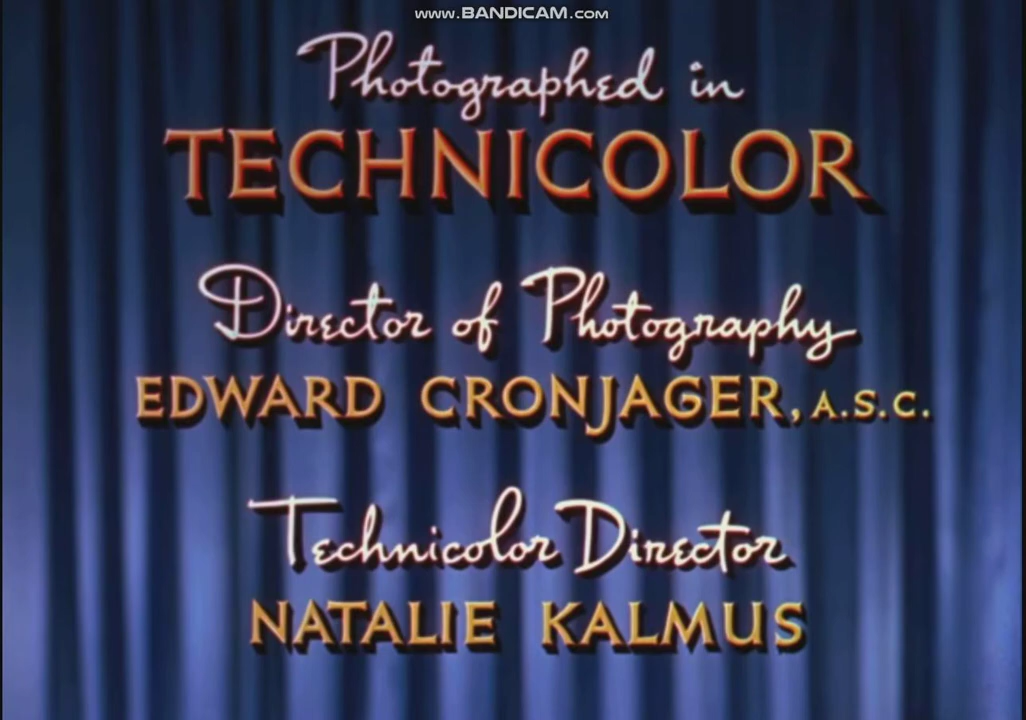 www.BANDICAM.com
Photographed in
TECHNICOLOR
Director of Photography
EDWARD CRONJAGER, A.S.C.
Technicolor Director
NATALIE KALMUS